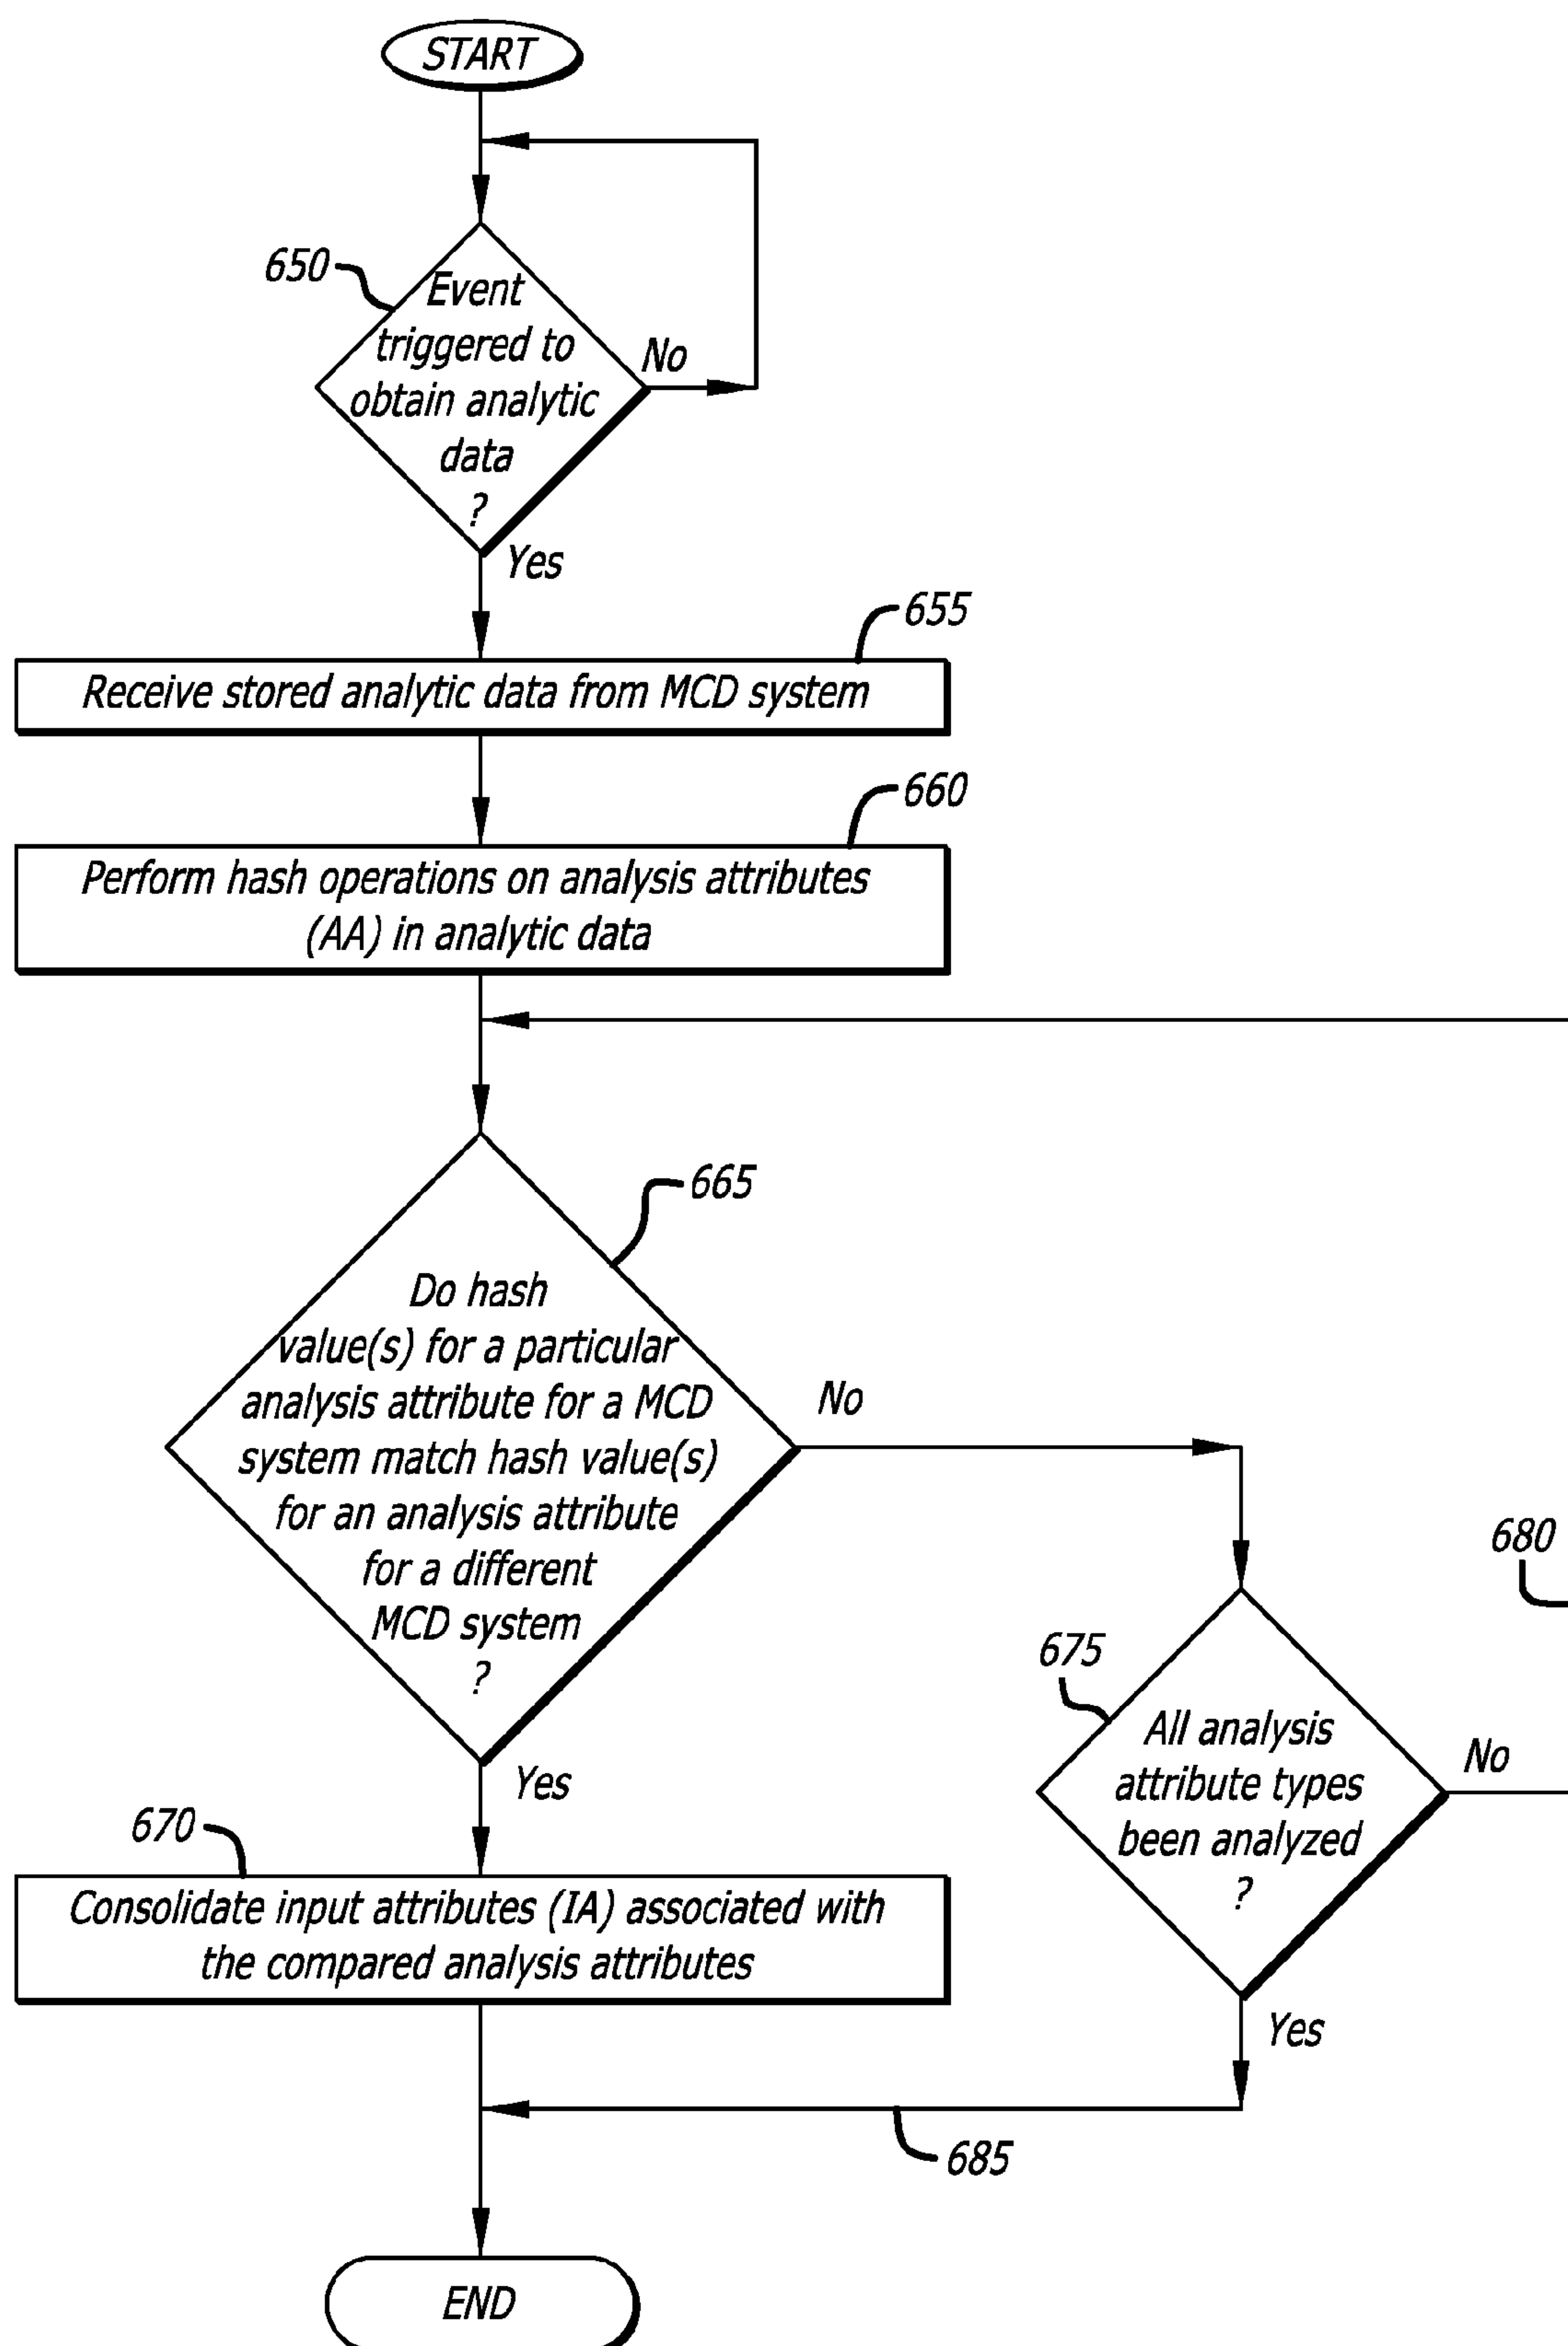 START
650
Event
triggered to
obtain analytic
data
?
No
Yes
655
Receive stored analytic data from MCD system
660
Perform hash operations on analysis attributes
(AA) in analytic data
665
Do hash
value(s) for a particular
analysis attribute for a MCD
system match hash value(s)
for an analysis attribute
for a different
MCD system
?
No
Yes
680
675
All analysis
attribute types
been analyzed
?
No
Yes
670
Consolidate input attributes (IA) associated with
the compared analysis attributes
685
END